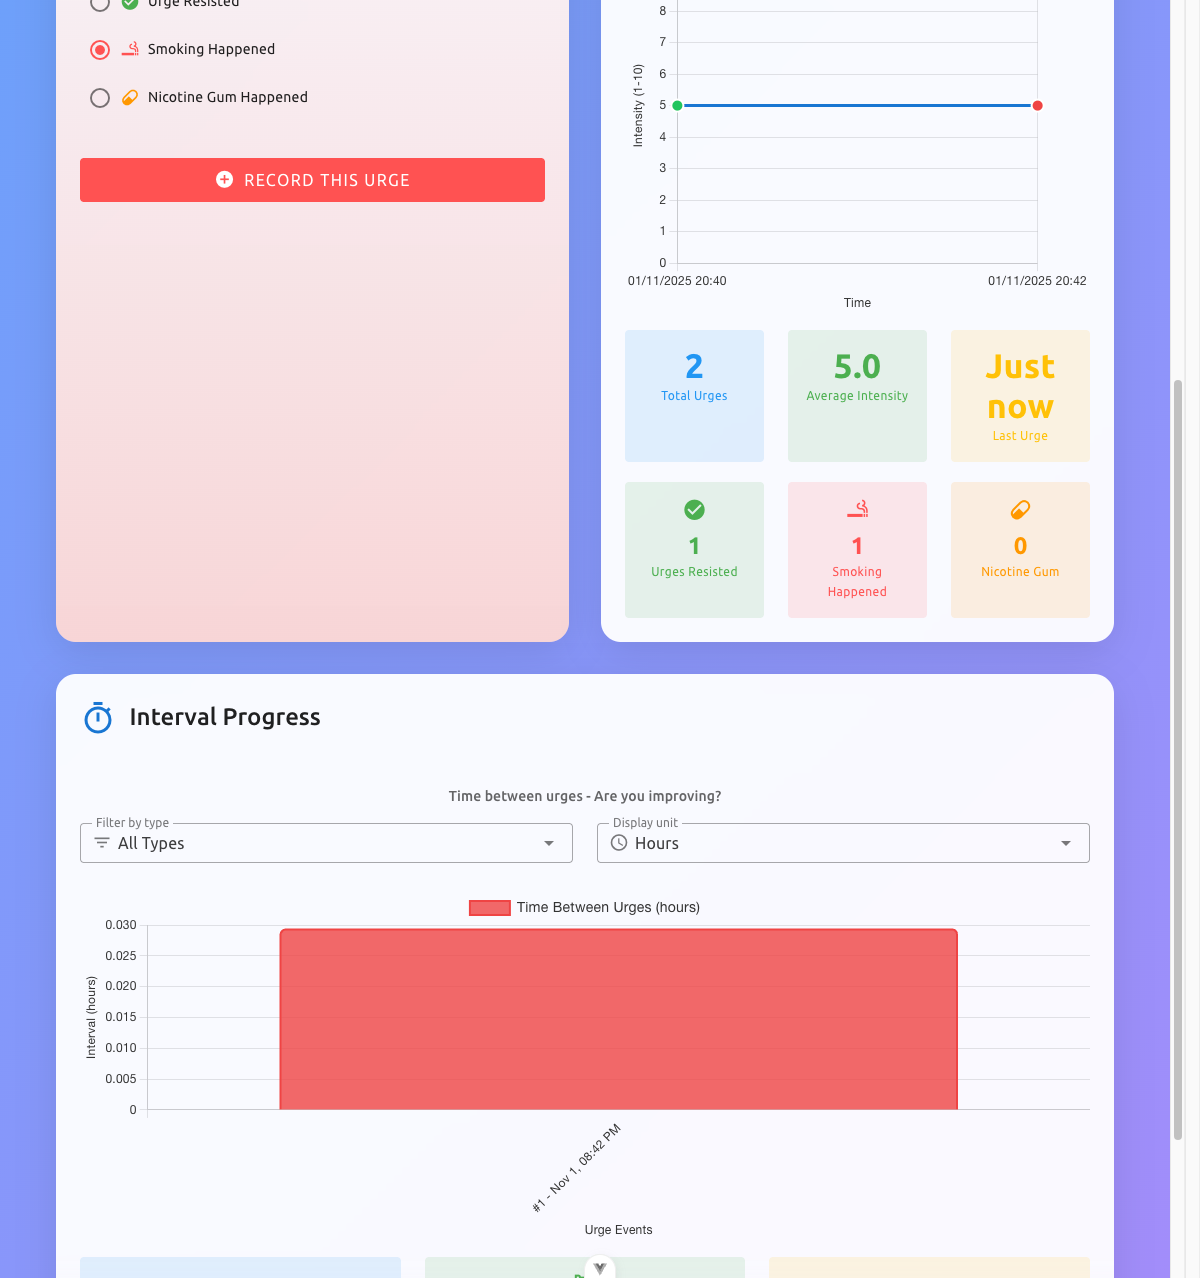 Urge Resisted
Smoking Happened
Nicotine Gum Happened
RECORD THIS URGE
8
7
6
5
4
3
2
1
0
Intensity (1-10)
01/11/2025 20:40
01/11/2025 20:42
Time
2
Total Urges
5.0
Average Intensity
Just
now
Last Urge
1
Urges Resisted
1
Smoking
Happened
0
Nicotine Gum
Interval Progress
Time between urges - Are you improving?
Filter by type
All Types
Display unit
Hours
Time Between Urges (hours)
0.030
0.025
0.020
0.015
0.010
0.005
0
Interval (hours)
#1 - Nov 1, 08:42 PM
Urge Events